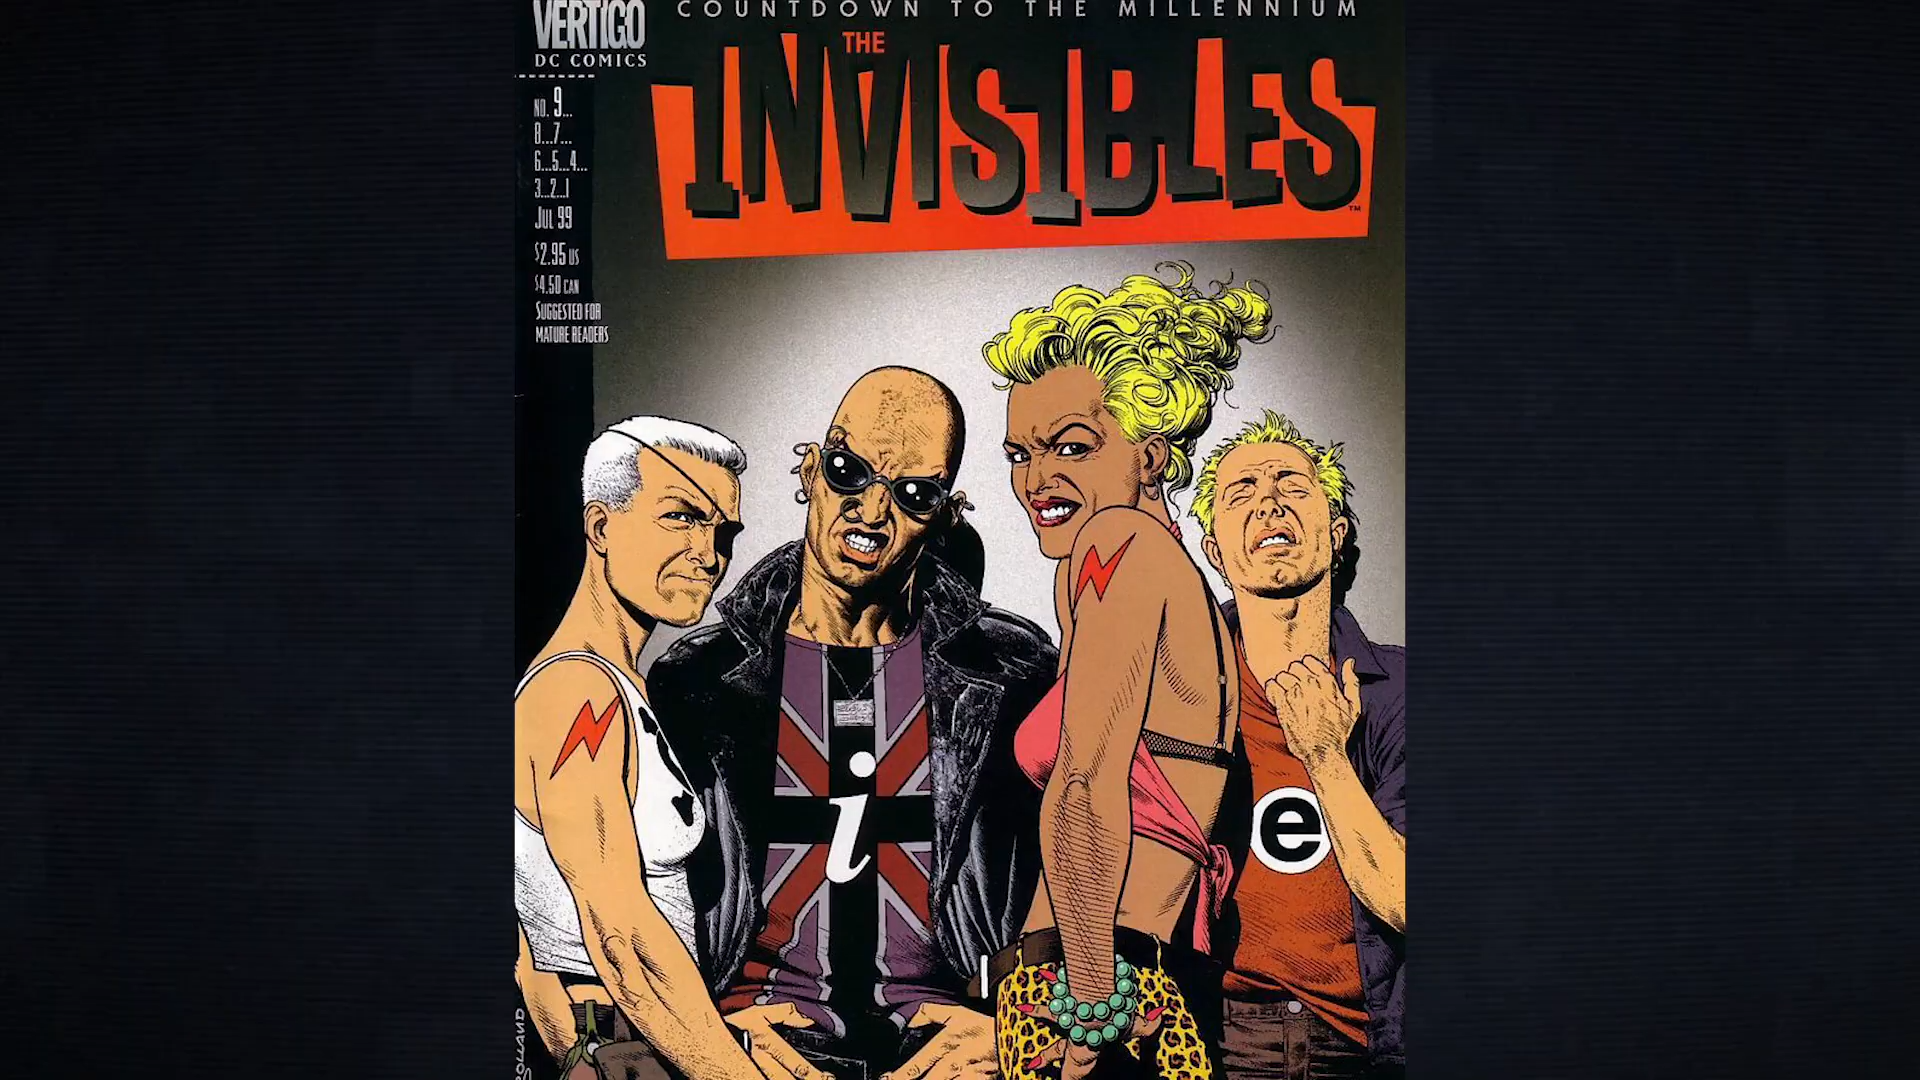 VERTIGO
DC COMICS
COUNTDOWN TO THE MILLENNIUM
THE
INVISIBLES
TM
NO. 9...
8...7...
6...5...4...
3...2...1
JUL 99
$2.95 US
$4.50 CAN
SUGGESTED FOR
MATURE READERS
i
e
BOLLAND